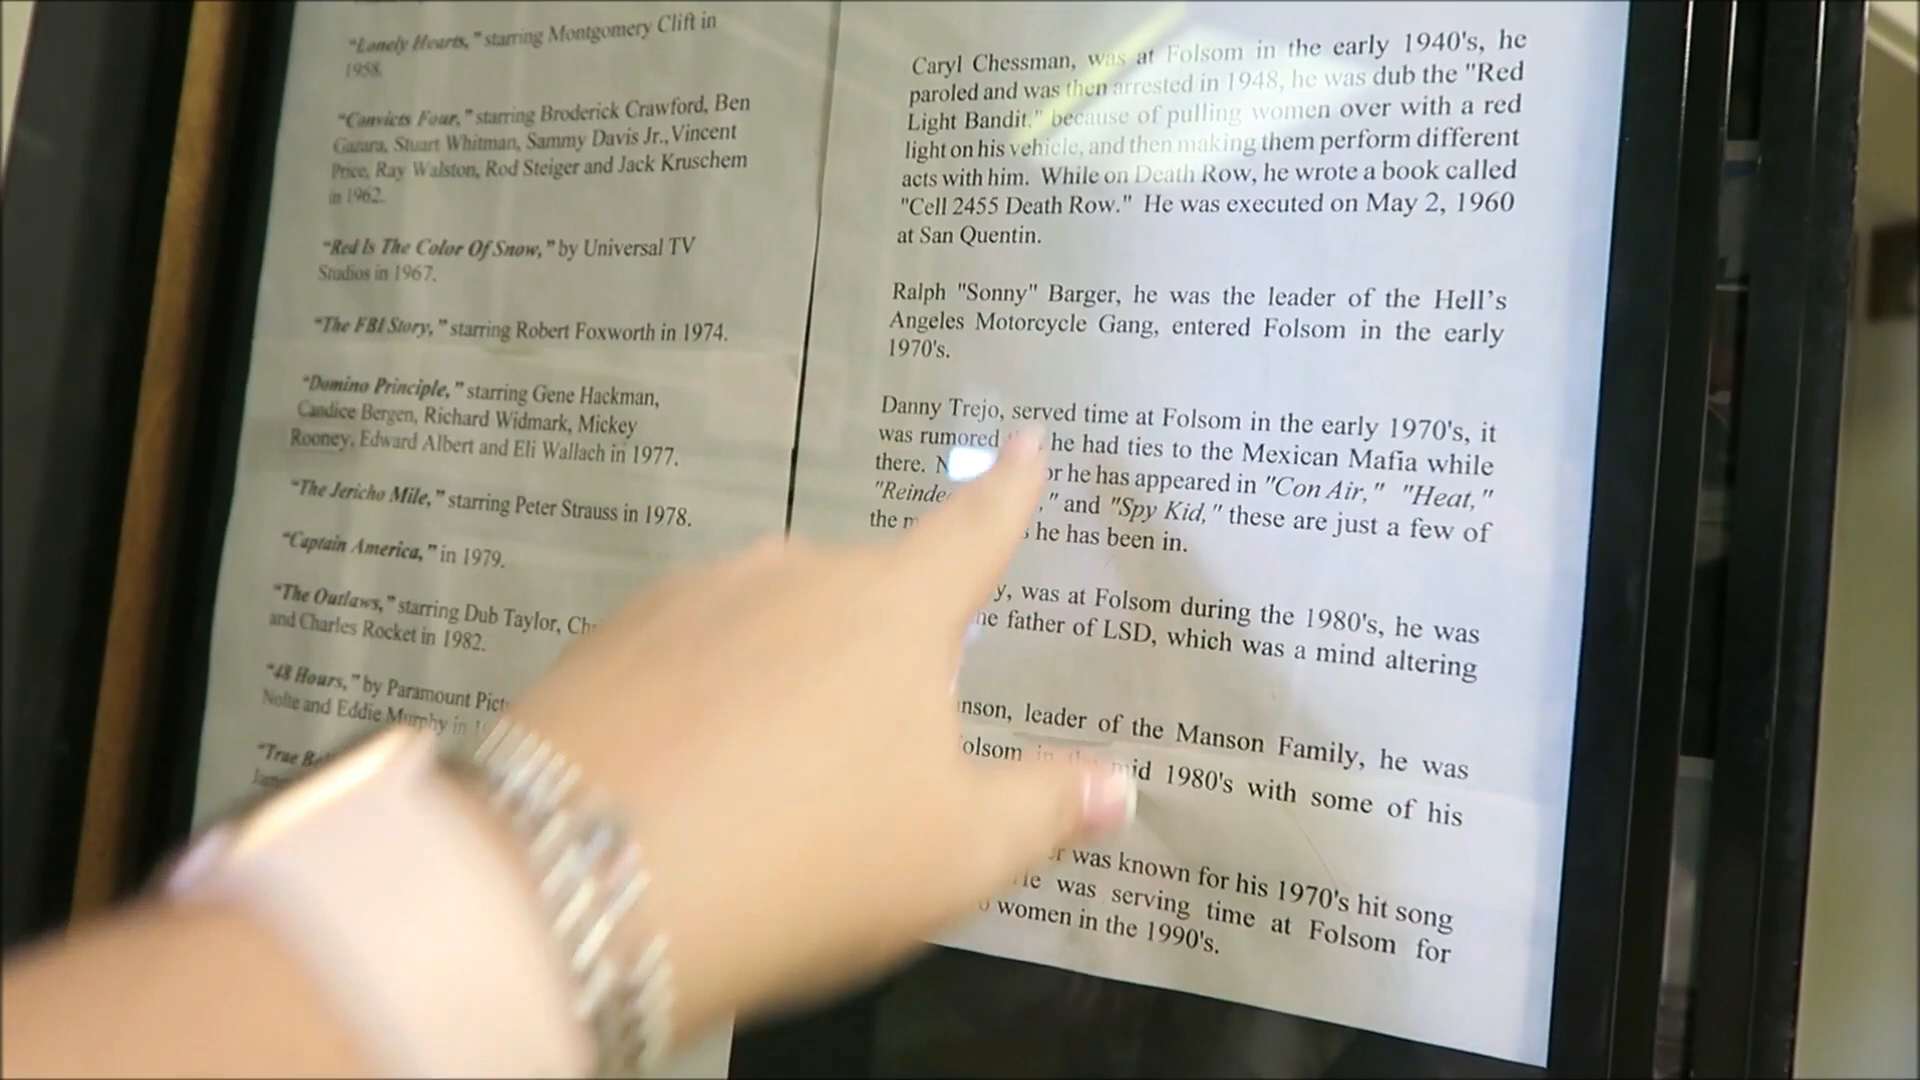 "Lonely Hearts," starring Montgomery Clift in
1958.
"Convicts Four," starring Broderick Crawford, Ben
Gazara, Stuart Whitman, Sammy Davis Jr., Vincent
Price, Ray Walston, Rod Steiger and Jack Kruschem
in 1962.
"Red Is The Color Of Snow," by Universal TV
Studios in 1967.
"The FBI Story," starring Robert Foxworth in 1974.
"Domino Principle," starring Gene Hackman,
Candice Bergen, Richard Widmark, Mickey
Rooney, Edward Albert and Eli Wallach in 1977.
"The Jericho Mile," starring Peter Strauss in 1978.
"Captain America," in 1979.
"The Outlaws," starring Dub Taylor,
and Charles Rocket in 1982.
"48 Hours," by Paramount
Nolte and Eddie Murphy in
"True
Caryl Chessman, was at Folsom in the early 1940's, he
paroled and was then arrested in 1948, he was dub the "Red
Light Bandit," because of pulling women over with a red
light on his vehicle, and then making them perform different
acts with him. While on Death Row, he wrote a book called
"Cell 2455 Death Row." He was executed on May 2, 1960
at San Quentin.
Ralph "Sonny" Barger, he was the leader of the Hell's
Angeles Motorcycle Gang, entered Folsom in the early
1970's.
Danny Trejo, served time at Folsom in the early 1970's, it
was rumored he had ties to the Mexican Mafia while
there. he has appeared in "Con Air," "Heat,"
and "Spy Kid," these are just a few of
the he has been in.
was at Folsom during the 1980's, he was
father of LSD, which was a mind altering
leader of the Manson Family, he was
Folsom in the mid 1980's with some of his
was known for his 1970's hit song
He was serving time at Folsom for
women in the 1990's.